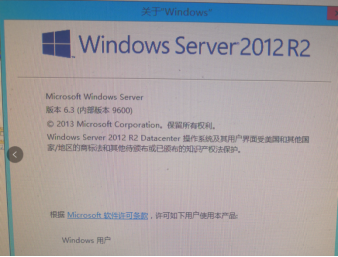 关于"Windows"
Windows Server 2012 R2
Microsoft Windows Server
版本 6.3 (内部版本 9600)
© 2013 Microsoft Corporation。保留所有权利。
Windows Server 2012 R2 Datacenter 操作系统及其用户界面受美国和其他国
家/地区的商标法和其他待颁布或已颁布的知识产权法保护。
根据 Microsoft 软件许可条款，许可如下用户使用本产品:
Windows 用户